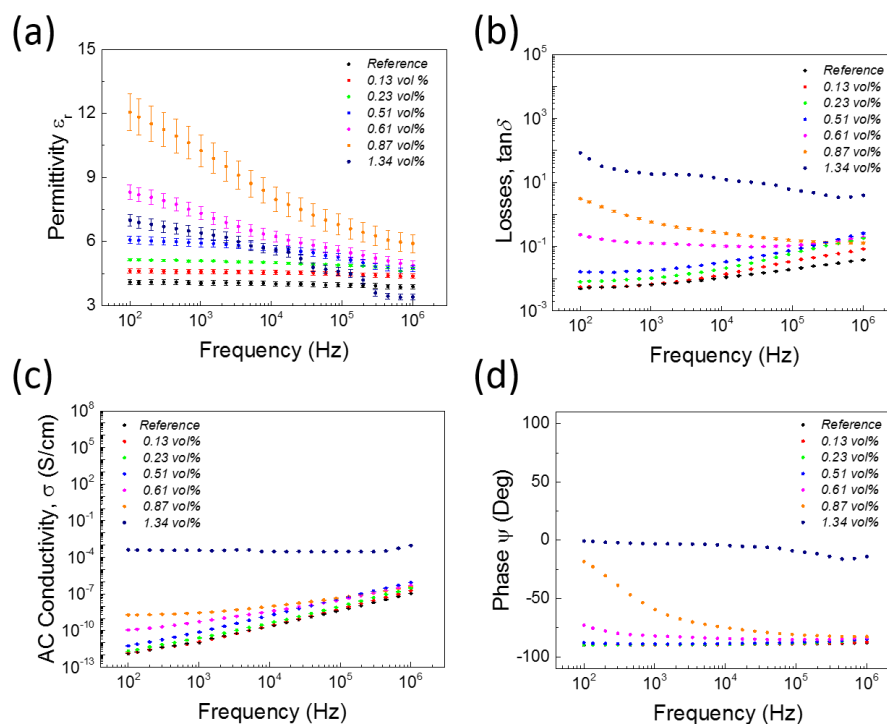 (a)
Permittivity εr
15
12
9
6
3
10^2
10^3
10^4
10^5
10^6
Frequency (Hz)
Reference
0.13 vol %
0.23 vol%
0.51 vol%
0.61 vol%
0.87 vol%
1.34 vol%
(b)
Losses, tanδ
10^5
10^3
10^1
10^-1
10^-3
10^2
10^3
10^4
10^5
10^6
Frequency (Hz)
Reference
0.13 vol%
0.23 vol%
0.51 vol%
0.61 vol%
0.87 vol%
1.34 vol%
(c)
AC Conductivity, σ (S/cm)
10^8
10^5
10^2
10^-1
10^-4
10^-7
10^-10
10^-13
10^2
10^3
10^4
10^5
10^6
Frequency (Hz)
Reference
0.13 vol%
0.23 vol%
0.51 vol%
0.61 vol%
0.87 vol%
1.34 vol%
(d)
Phase ψ (Deg)
100
50
0
-50
-100
10^2
10^3
10^4
10^5
10^6
Frequency (Hz)
Reference
0.13 vol%
0.23 vol%
0.51 vol%
0.61 vol%
0.87 vol%
1.34 vol%